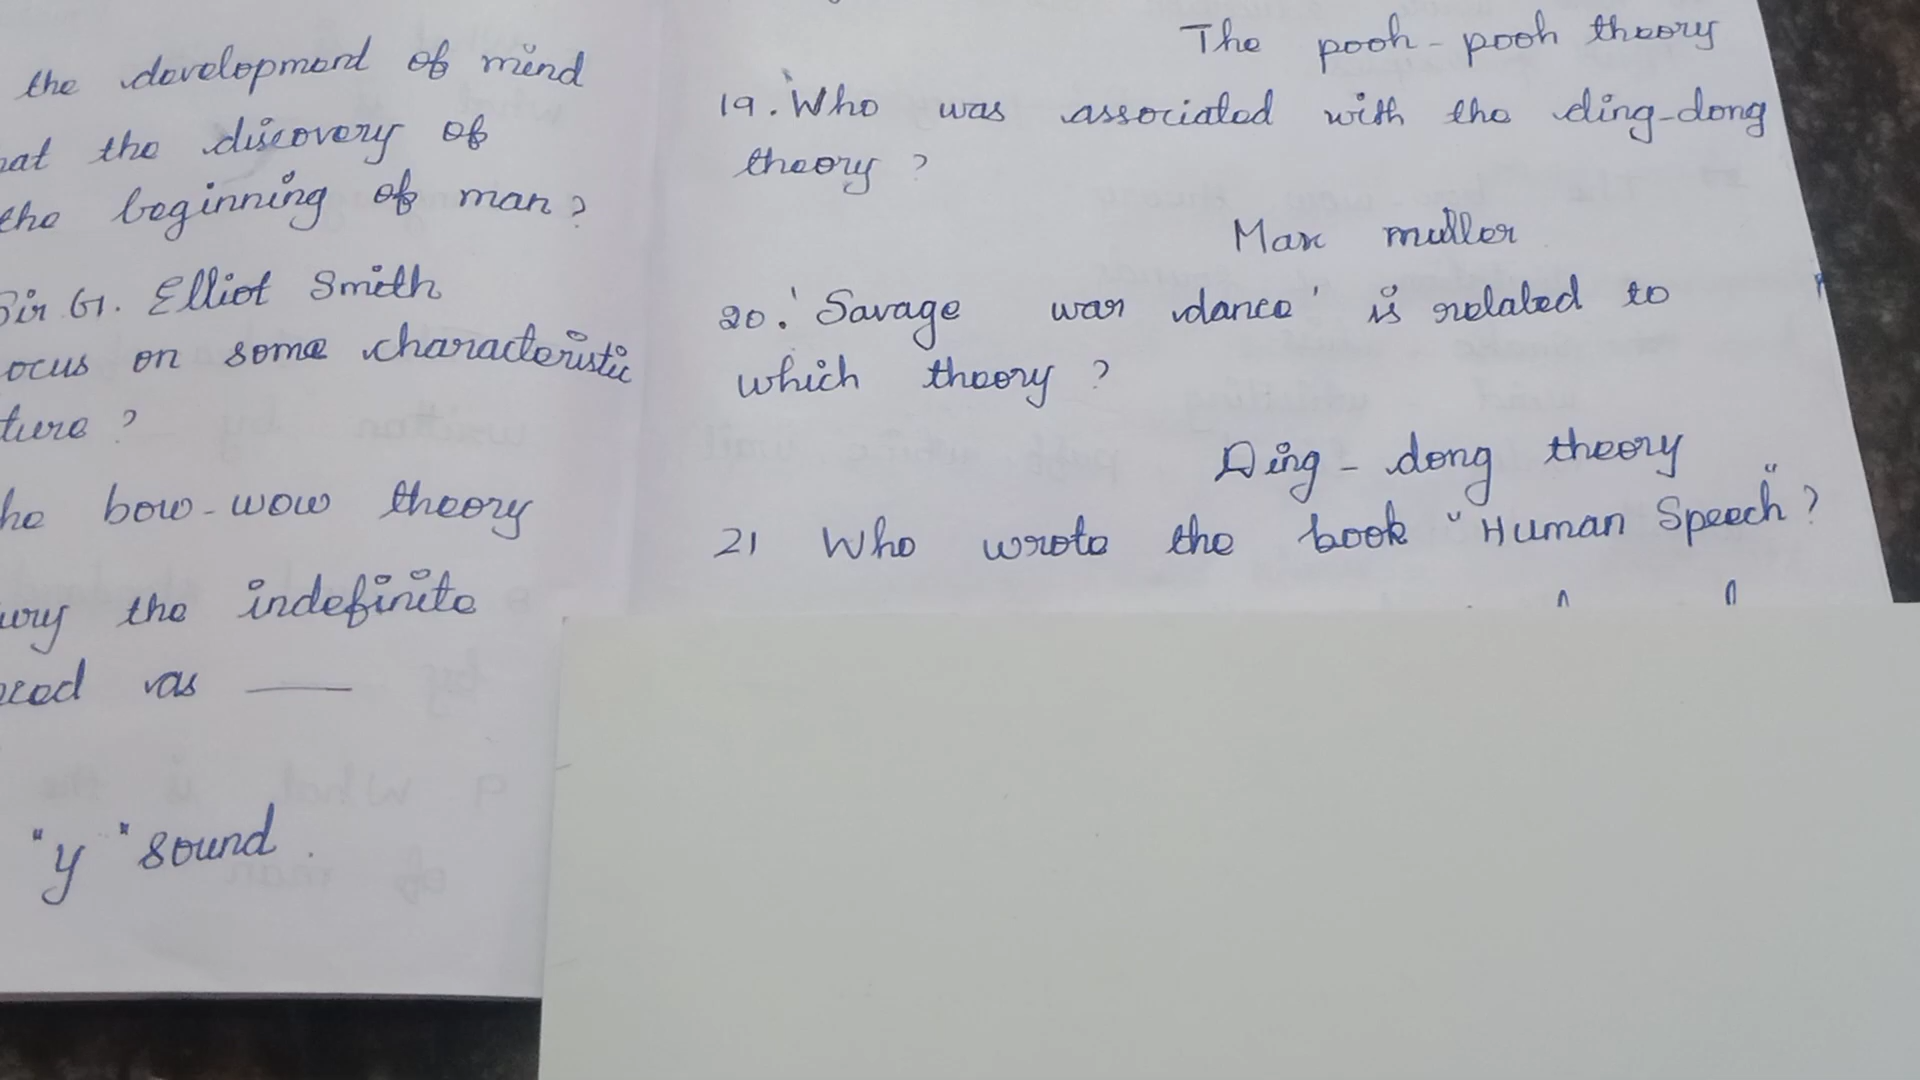 the development of mind
at the discovery of
the beginning of man?
Sir G. Elliot Smith
ocus on some characteristic
ture?
he bow-wow theory
ury the indefinite
as ——
"y" sound.
The pooh-pooh theory
19. Who was associated with the ding-dong
theory?
Max muller
20. 'Savage war dance' is related to
which theory?
Ding-dong theory
21 Who wrote the book "Human Speech"?